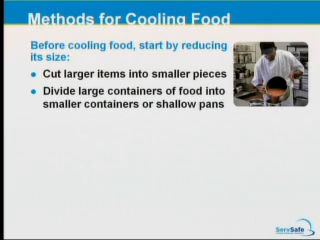 Methods for Cooling Food
Before cooling food, start by reducing
its size:
Cut larger items into smaller pieces
Divide large containers of food into
smaller containers or shallow pans
ServSafe